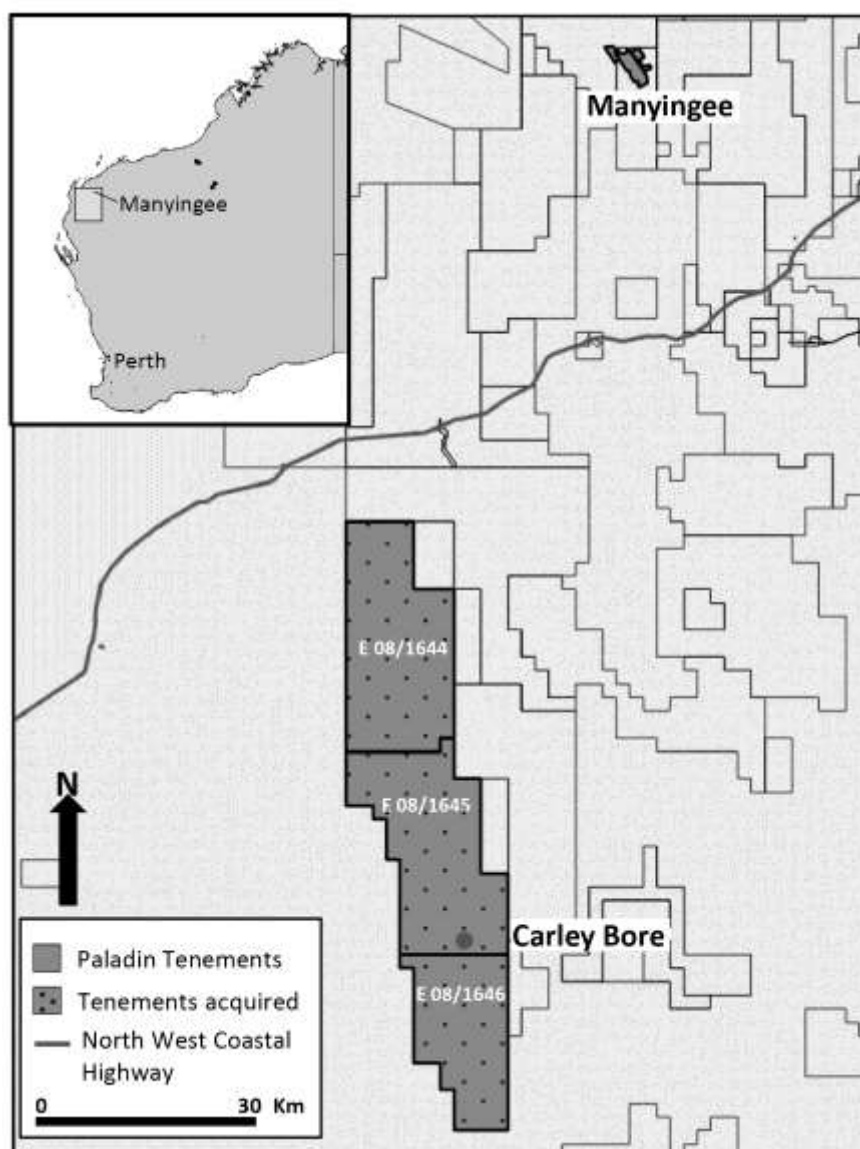 Manyingee
Manyingee
Perth
E 08/1644
N
E 08/1645
Carley Bore
E 08/1646
Paladin Tenements
Tenements acquired
North West Coastal
Highway
0 30 Km